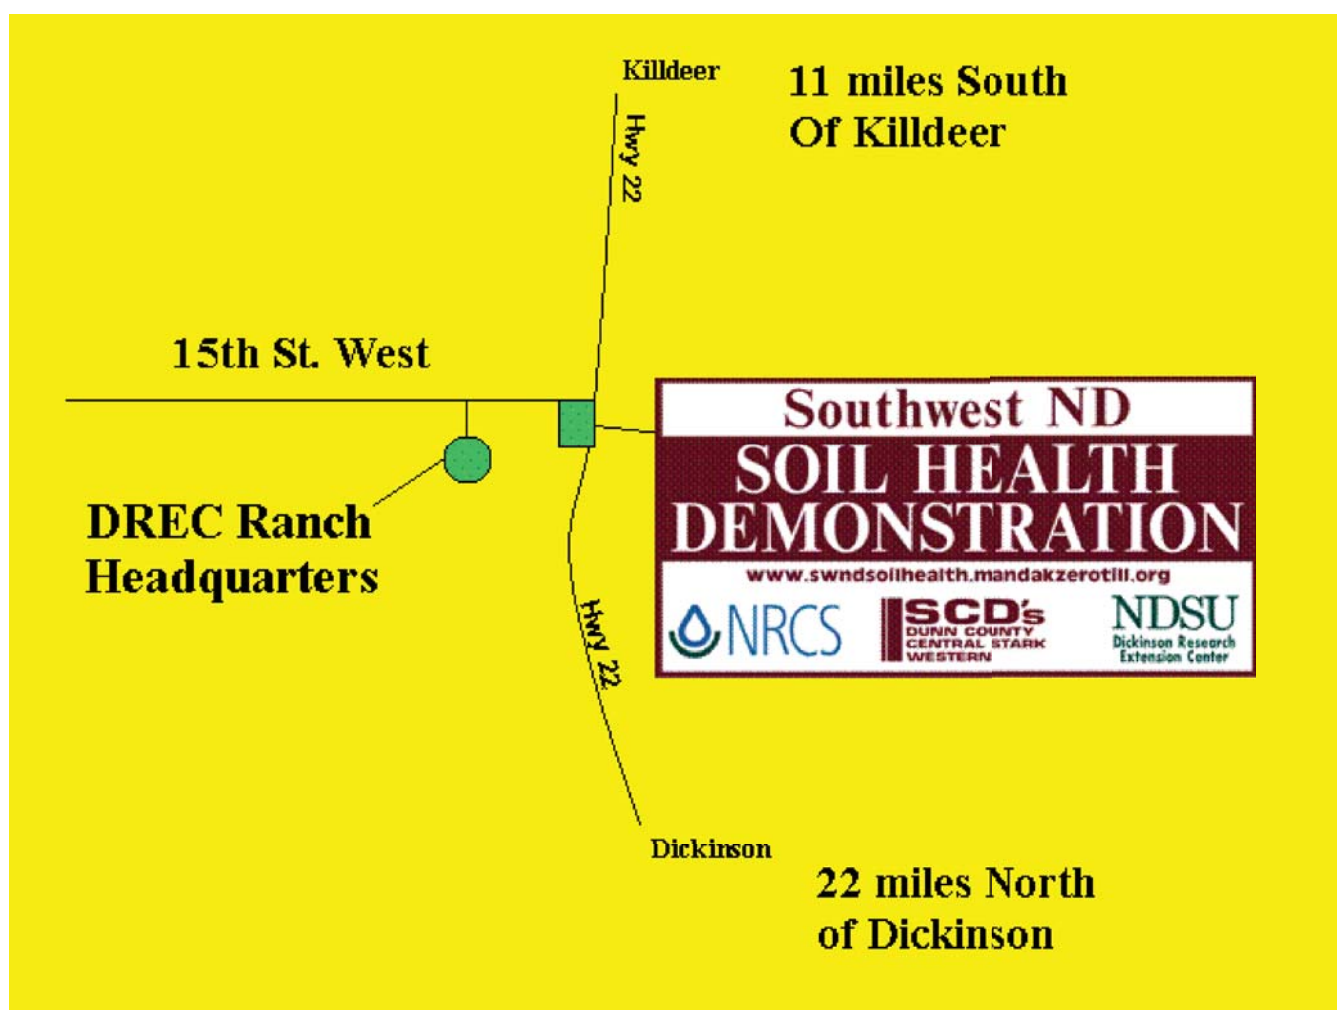 Killdeer
11 miles South
Of Killdeer
Hwy 22
15th St. West
Southwest ND
SOIL HEALTH
DEMONSTRATION
www.swndsoilhealth.mandakzerotill.org
NRCS
SCD's
DUNN COUNTY
CENTRAL STARK
WESTERN
NDSU
Dickinson Research
Extension Center
DREC Ranch
Headquarters
Hwy 22
Dickinson
22 miles North
of Dickinson